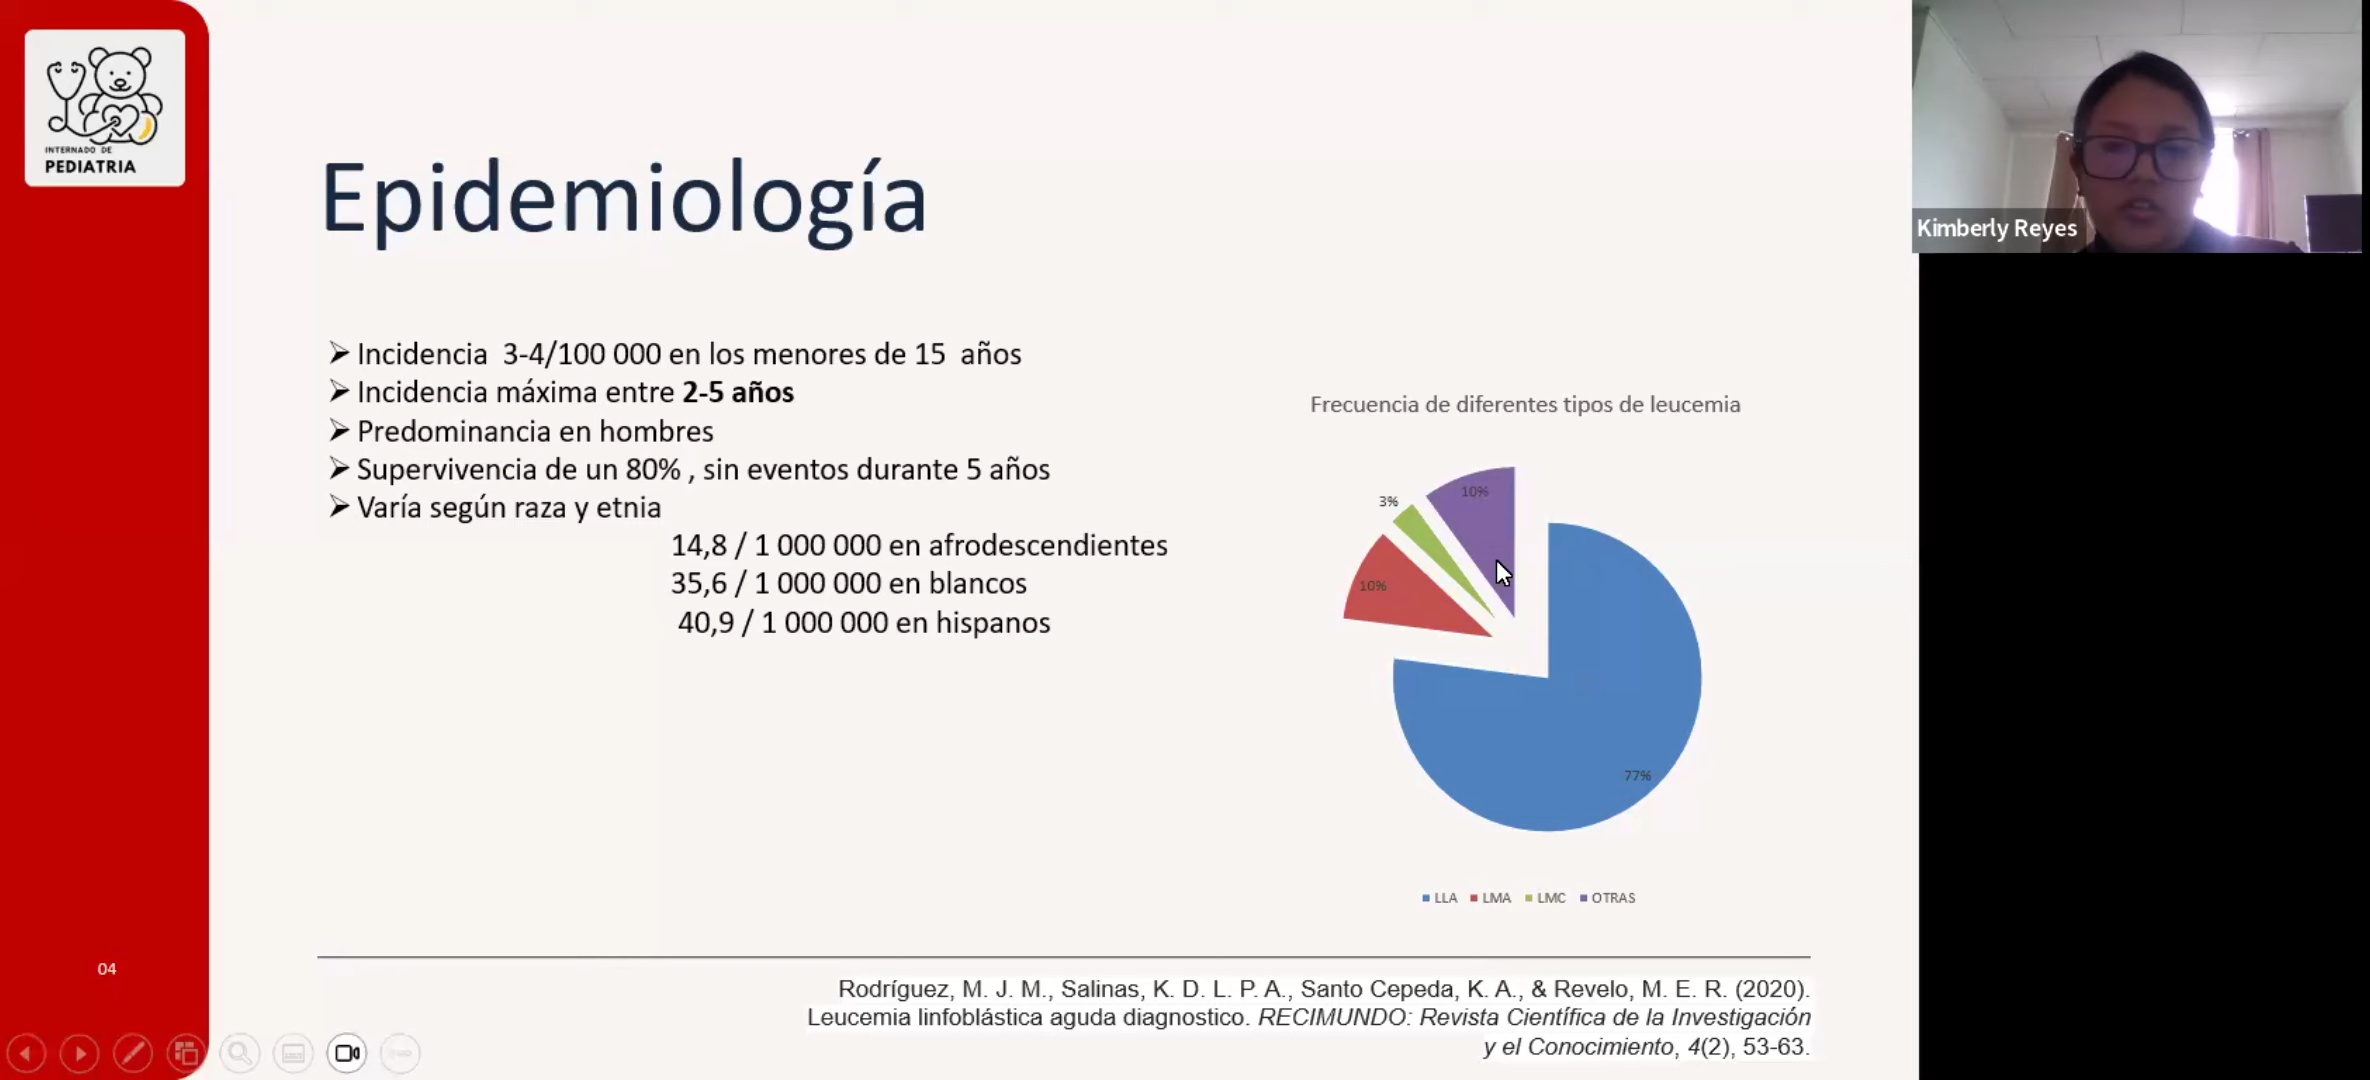 INTERNADO DE
PEDIATRIA
Epidemiología
Incidencia 3-4/100 000 en los menores de 15 años
Incidencia máxima entre 2-5 años
Predominancia en hombres
Supervivencia de un 80% , sin eventos durante 5 años
Varía según raza y etnia
14,8 / 1 000 000 en afrodescendientes
35,6 / 1 000 000 en blancos
40,9 / 1 000 000 en hispanos
Frecuencia de diferentes tipos de leucemia
10%
3%
10%
77%
LLA LMA LMC OTRAS
Rodríguez, M. J. M., Salinas, K. D. L. P. A., Santo Cepeda, K. A., & Revelo, M. E. R. (2020).
Leucemia linfoblástica aguda diagnostico. RECIMUNDO: Revista Científica de la Investigación
y el Conocimiento, 4(2), 53-63.
04
Kimberly Reyes